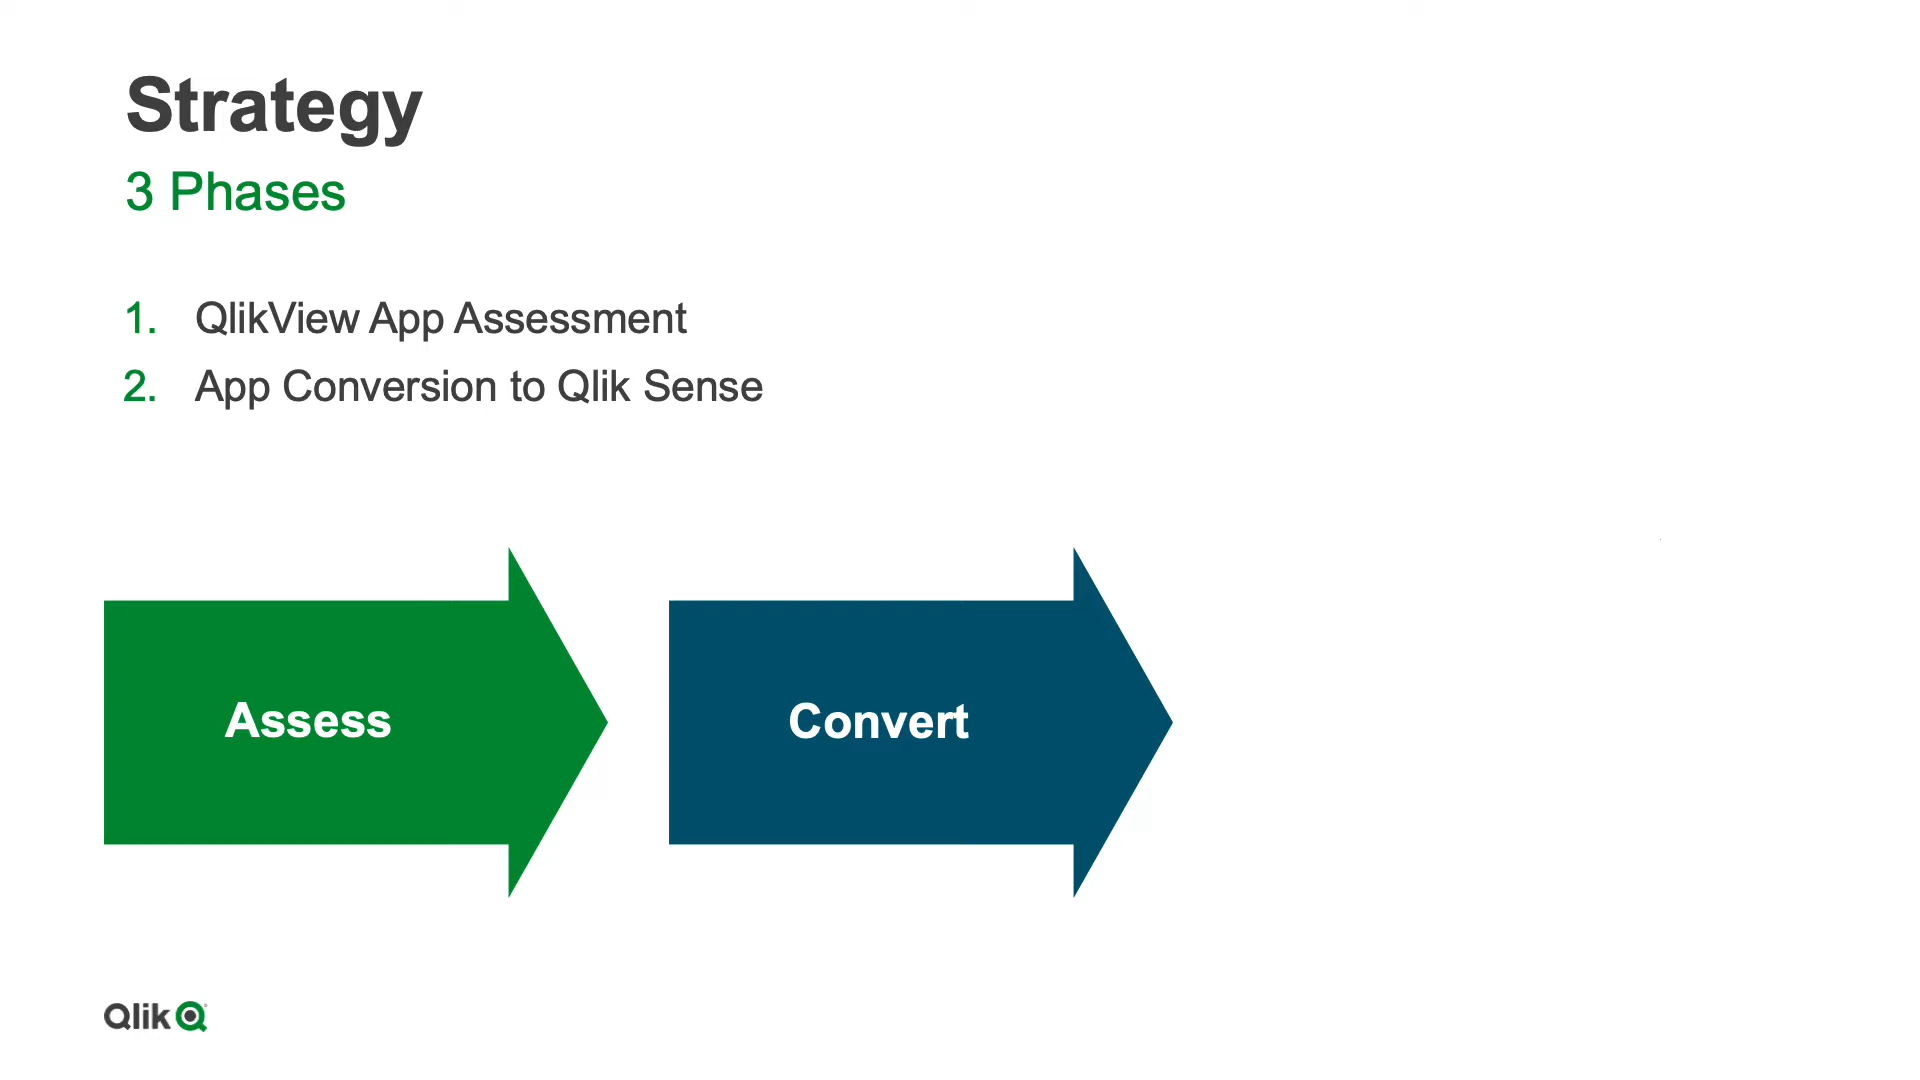 Strategy
3 Phases
1. QlikView App Assessment
2. App Conversion to Qlik Sense
Assess
Convert
Qlik